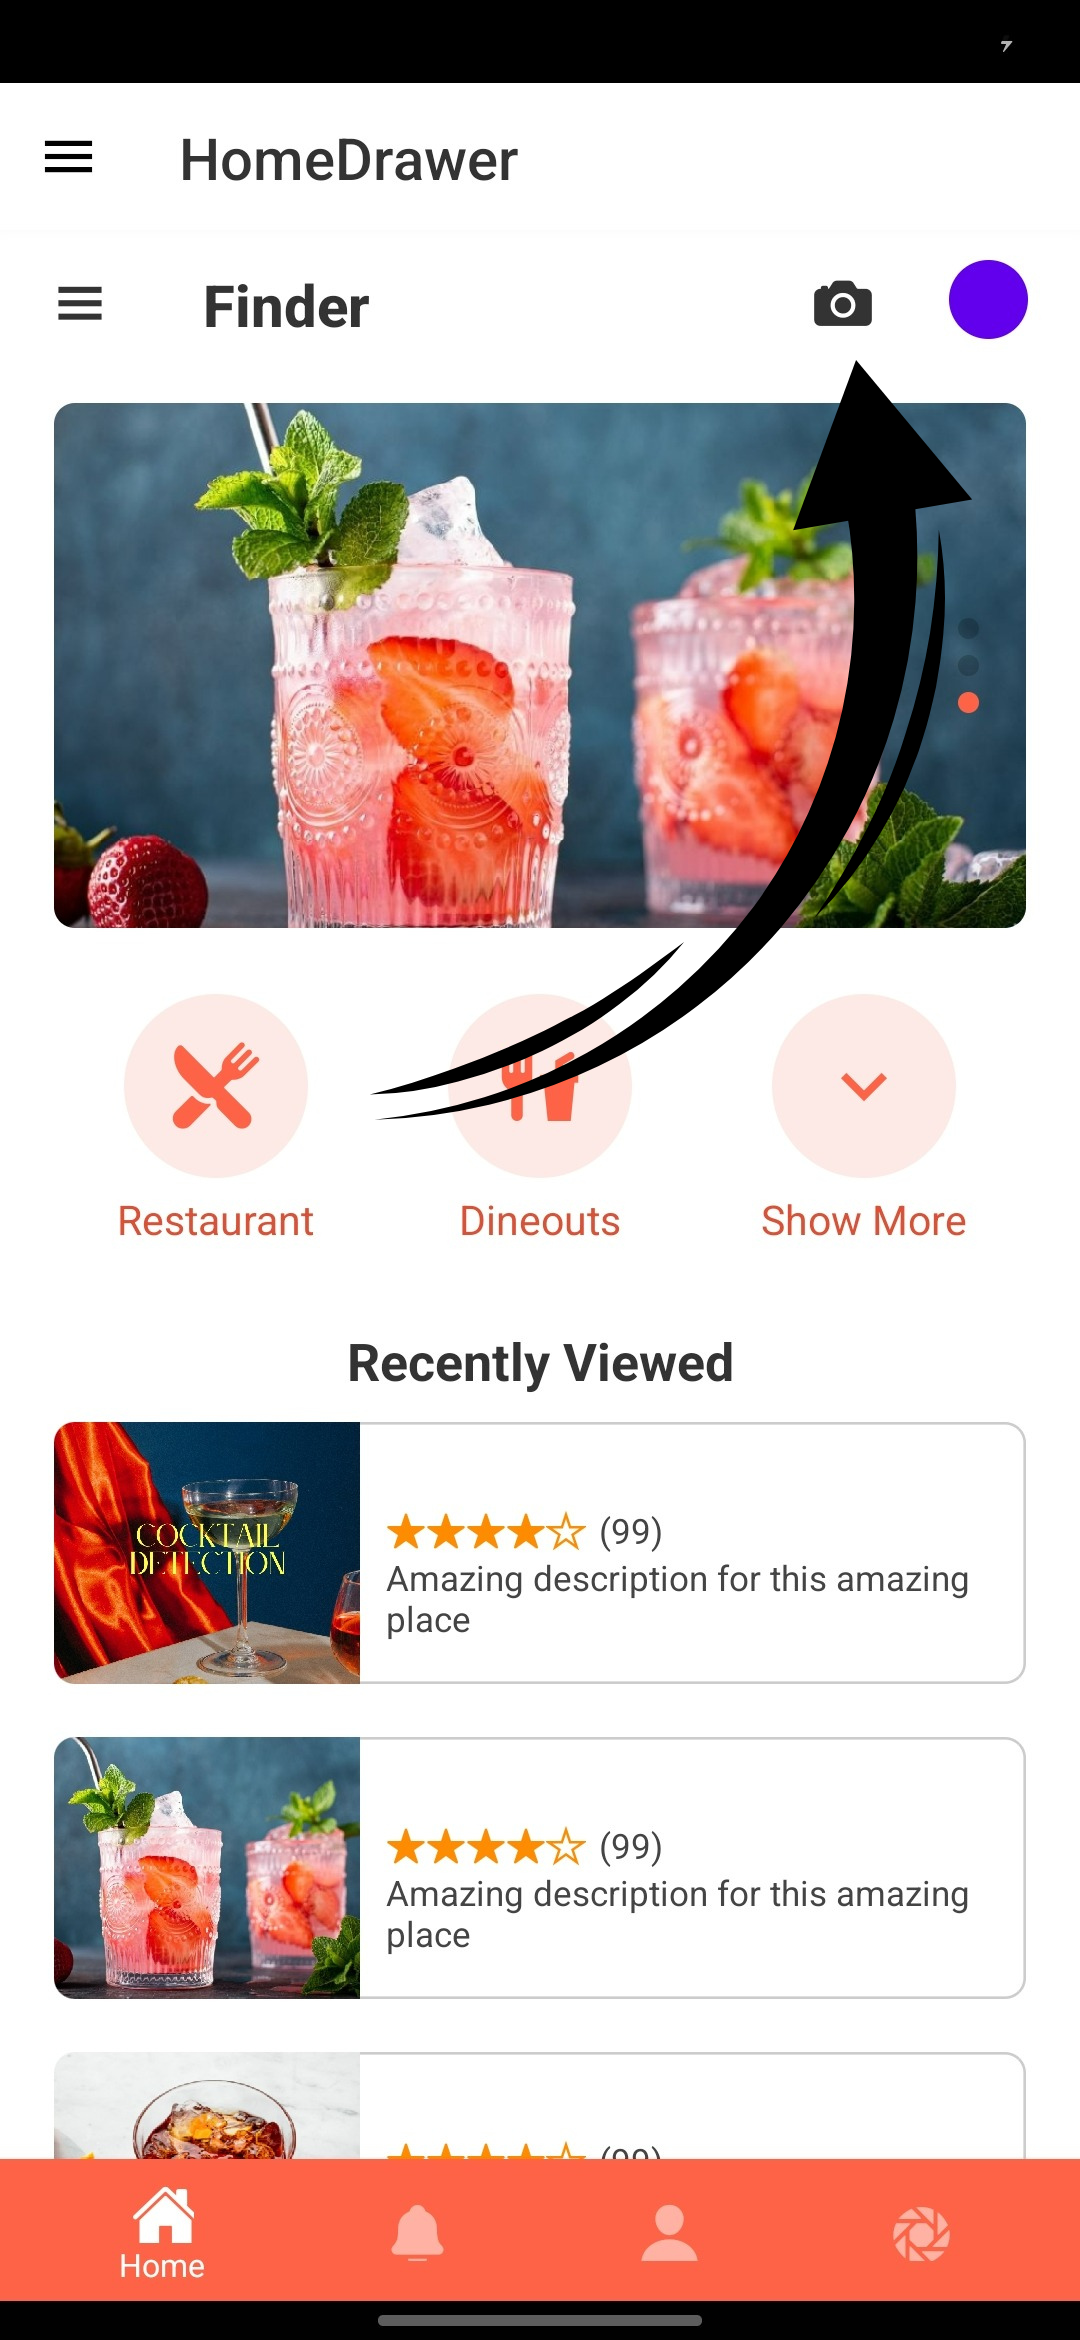 HomeDrawer
Finder
Restaurant
Dineouts
Show More
Recently Viewed
COCKTAIL
DETECTION
(99)
Amazing description for this amazing
place
(99)
Amazing description for this amazing
place
(99)
Home